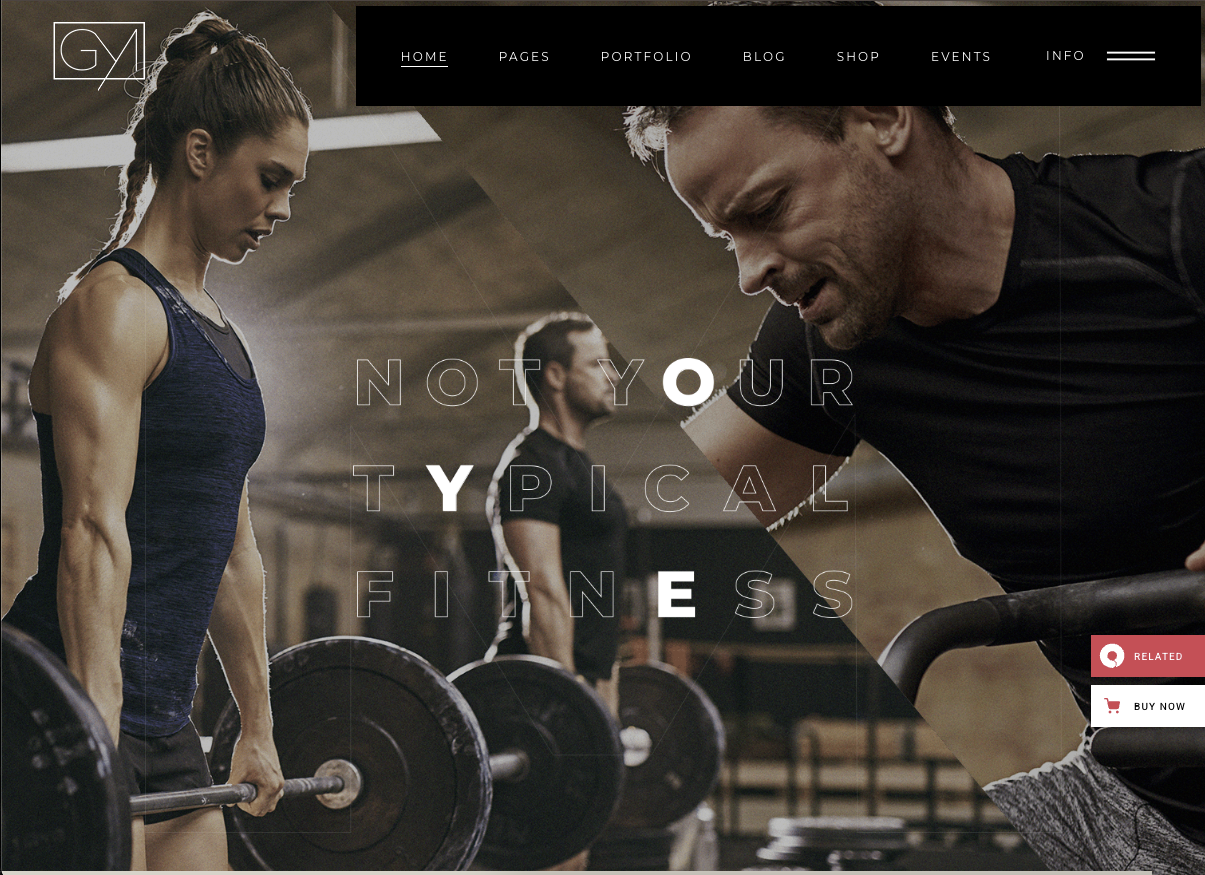 GYM
HOME PAGES PORTFOLIO BLOG SHOP EVENTS INFO
NOT YOUR
TYPICAL
FITNESS
RELATED
BUY NOW